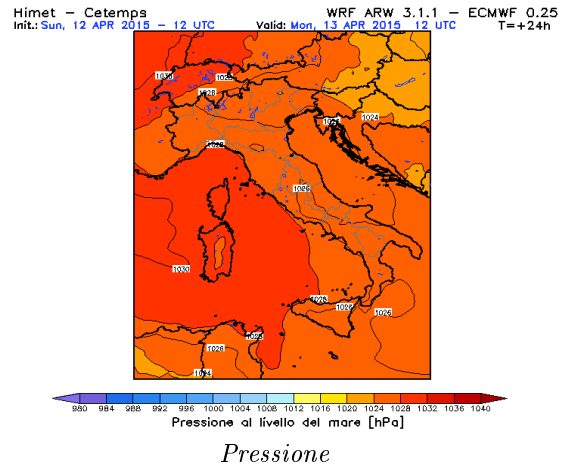 Himet – Cetemps WRF ARW 3.1.1 – ECMWF 0.25
Init.: Sun, 12 APR 2015 – 12 UTC Valid: Mon, 13 APR 2015 12 UTC T=+24h
1028
1028
1024
1026
1030
1028
1026
1026
1026
1024
980 984 988 992 996 1000 1004 1008 1012 1016 1020 1024 1028 1032 1036 1040
Pressione al livello del mare [hPa]
Pressione